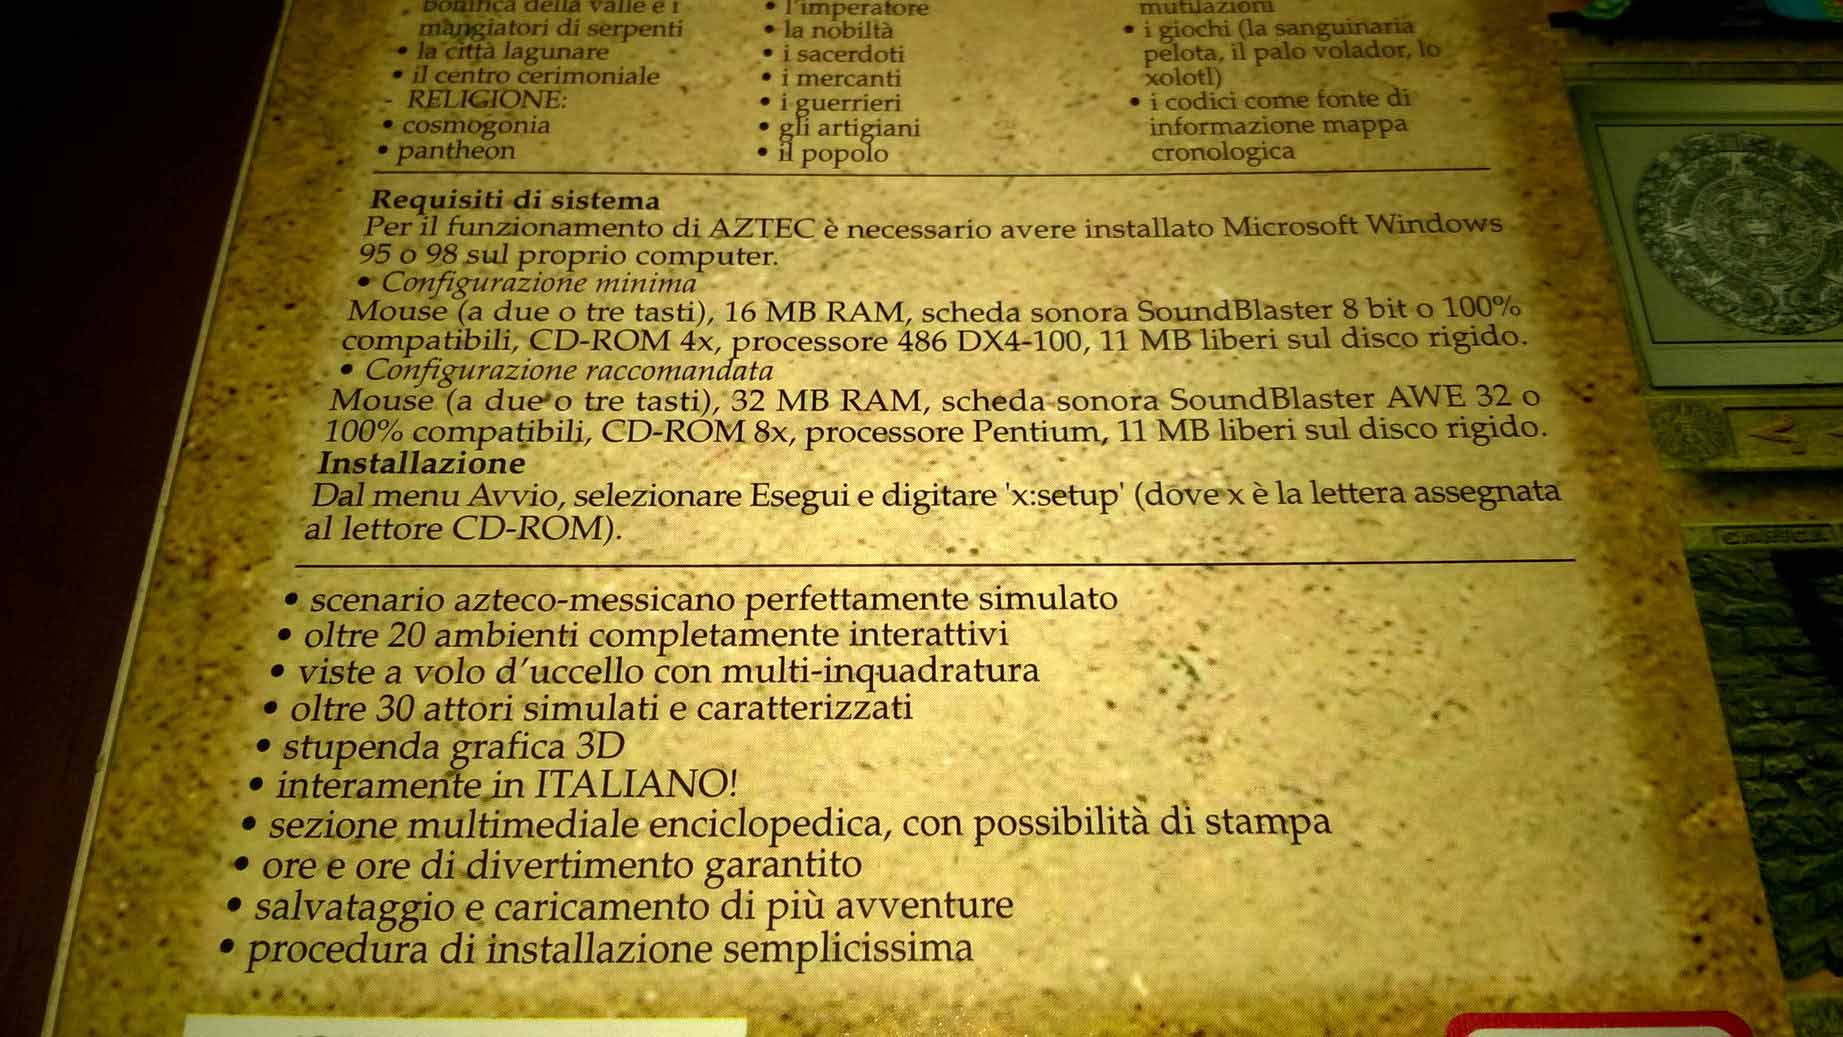 bonifica della valle e i
mangiatori di serpenti
• la città lagunare
• il centro cerimoniale
- RELIGIONE:
• cosmogonia
• pantheon
• l'imperatore
• la nobiltà
• i sacerdoti
• i mercanti
• i guerrieri
• gli artigiani
• il popolo
mutilazioni
• i giochi (la sanguinaria
pelota, il palo volador, lo
xolotl)
• i codici come fonte di
informazione mappa
cronologica
Requisiti di sistema
Per il funzionamento di AZTEC è necessario avere installato Microsoft Windows
95 o 98 sul proprio computer.
• Configurazione minima
Mouse (a due o tre tasti), 16 MB RAM, scheda sonora SoundBlaster 8 bit o 100%
compatibili, CD-ROM 4x, processore 486 DX4-100, 11 MB liberi sul disco rigido.
• Configurazione raccomandata
Mouse (a due o tre tasti), 32 MB RAM, scheda sonora SoundBlaster AWE 32 o
100% compatibili, CD-ROM 8x, processore Pentium, 11 MB liberi sul disco rigido.
Installazione
Dal menu Avvio, selezionare Esegui e digitare 'x:setup' (dove x è la lettera assegnata
al lettore CD-ROM).
• scenario azteco-messicano perfettamente simulato
• oltre 20 ambienti completamente interattivi
• viste a volo d'uccello con multi-inquadratura
• oltre 30 attori simulati e caratterizzati
• stupenda grafica 3D
• interamente in ITALIANO!
• sezione multimediale enciclopedica, con possibilità di stampa
• ore e ore di divertimento garantito
• salvataggio e caricamento di più avventure
• procedura di installazione semplicissima